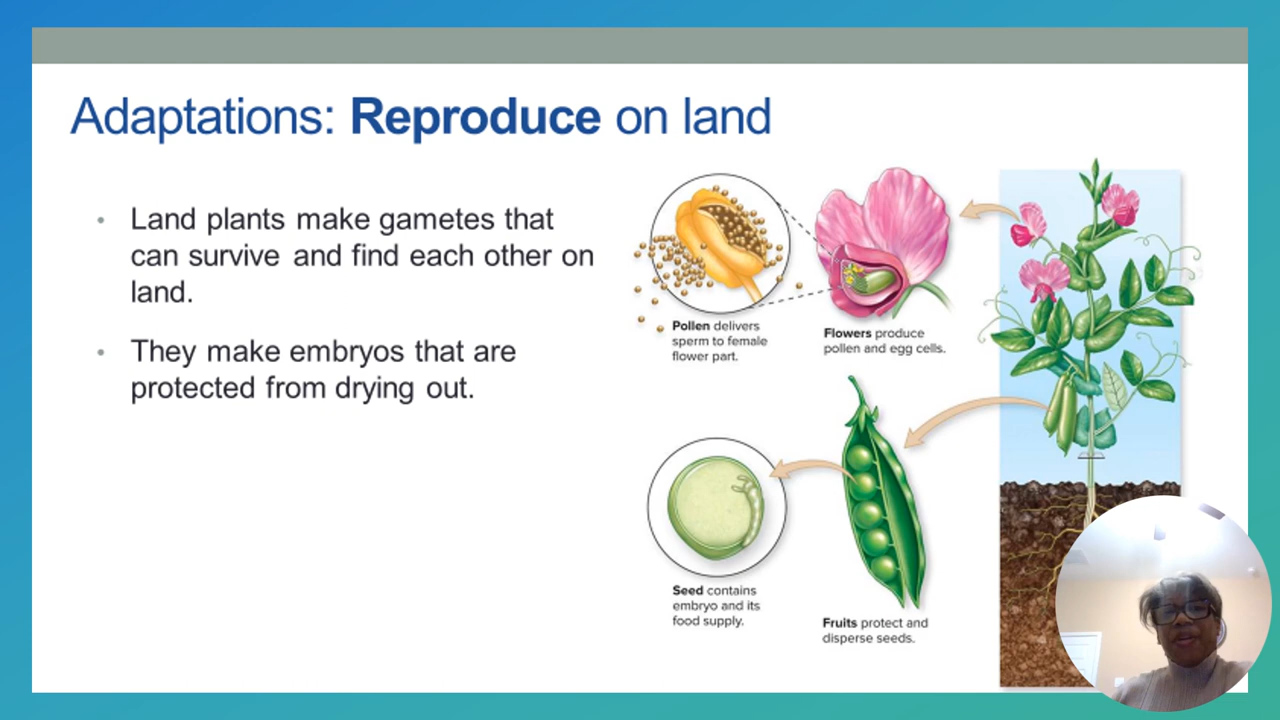 Adaptations: Reproduce on land
• Land plants make gametes that
can survive and find each other on
land.
• They make embryos that are
protected from drying out.
Pollen delivers
sperm to female
flower part.
Flowers produce
pollen and egg cells.
Seed contains
embryo and its
food supply.
Fruits protect and
disperse seeds.